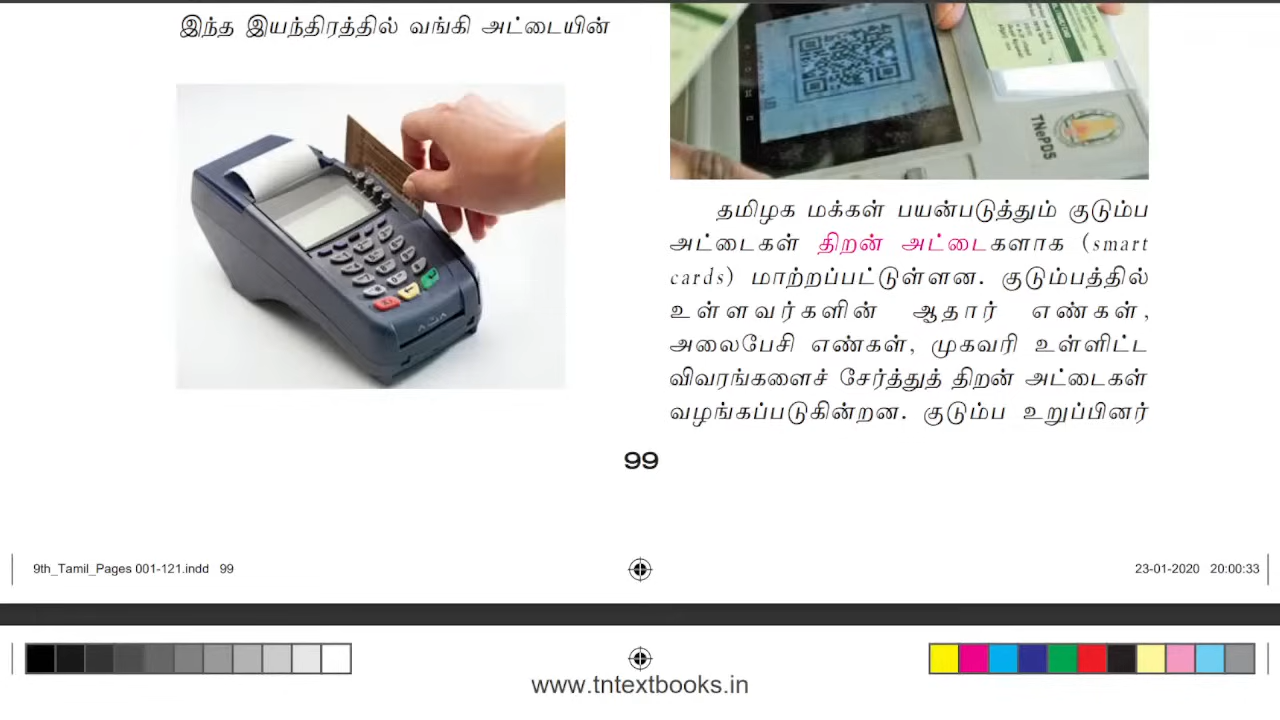 இந்த இயந்திரத்தில் வங்கி அட்டையின்
TNePDS
தமிழக மக்கள் பயன்படுத்தும் குடும்ப
அட்டைகள் திறன் அட்டைகளாக (smart
cards) மாற்றப்பட்டுள்ளன. குடும்பத்தில்
உள்ளவர்களின் ஆதார் எண்கள்,
அலைபேசி எண்கள், முகவரி உள்ளிட்ட
விவரங்களைச் சேர்த்துத் திறன் அட்டைகள்
வழங்கப்படுகின்றன. குடும்ப உறுப்பினர்
99
9th_Tamil_Pages 001-121.indd 99
23-01-2020 20:00:33
www.tntextbooks.in